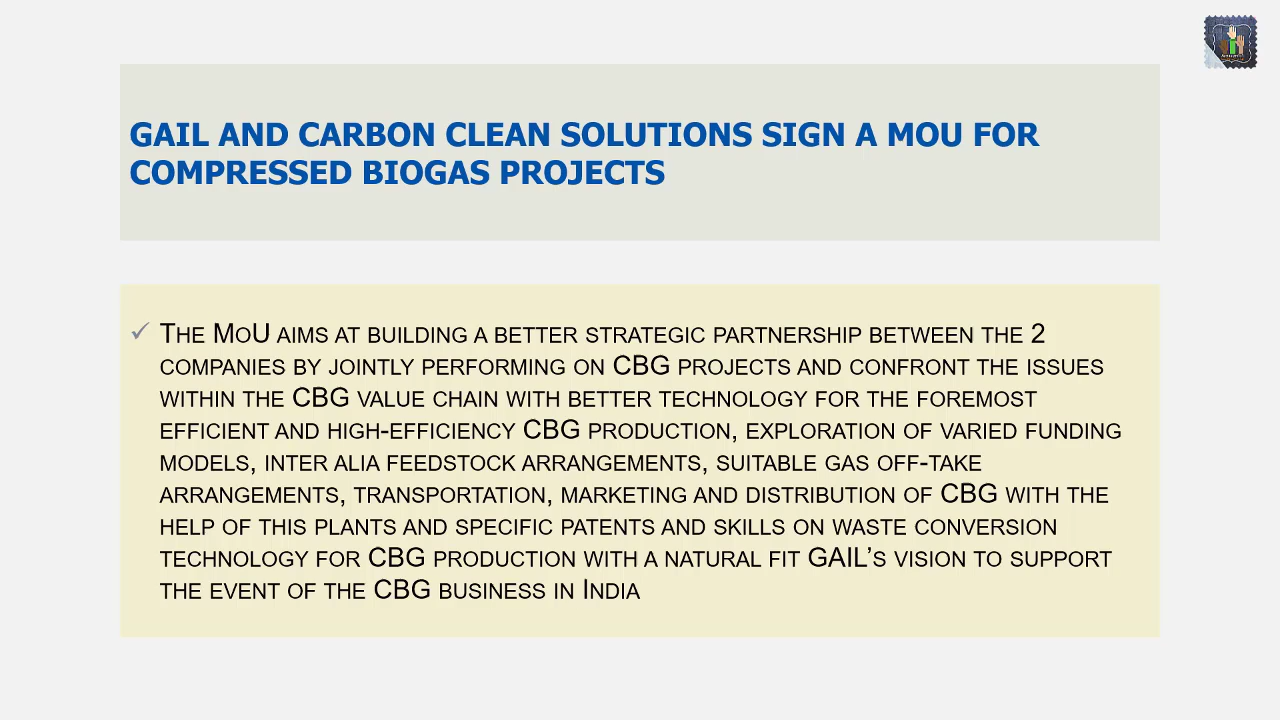 GAIL AND CARBON CLEAN SOLUTIONS SIGN A MOU FOR
COMPRESSED BIOGAS PROJECTS
✓ The MoU aims at building a better strategic partnership between the 2
companies by jointly performing on CBG projects and confront the issues
within the CBG value chain with better technology for the foremost
efficient and high-efficiency CBG production, exploration of varied funding
models, inter alia feedstock arrangements, suitable gas off-take
arrangements, transportation, marketing and distribution of CBG with the
help of this plants and specific patents and skills on waste conversion
technology for CBG production with a natural fit GAIL's vision to support
the event of the CBG business in India